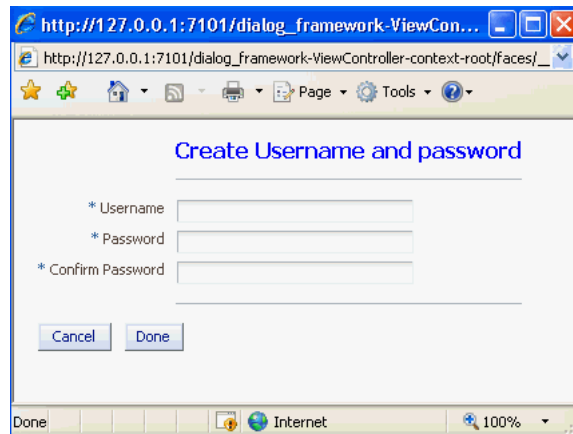 http://127.0.0.1:7101/dialog_framework-ViewCon...
http://127.0.0.1:7101/dialog_framework-ViewController-context-root/faces/__
Page Tools
Create Username and password
* Username
* Password
* Confirm Password
Cancel Done
Done Internet 100%